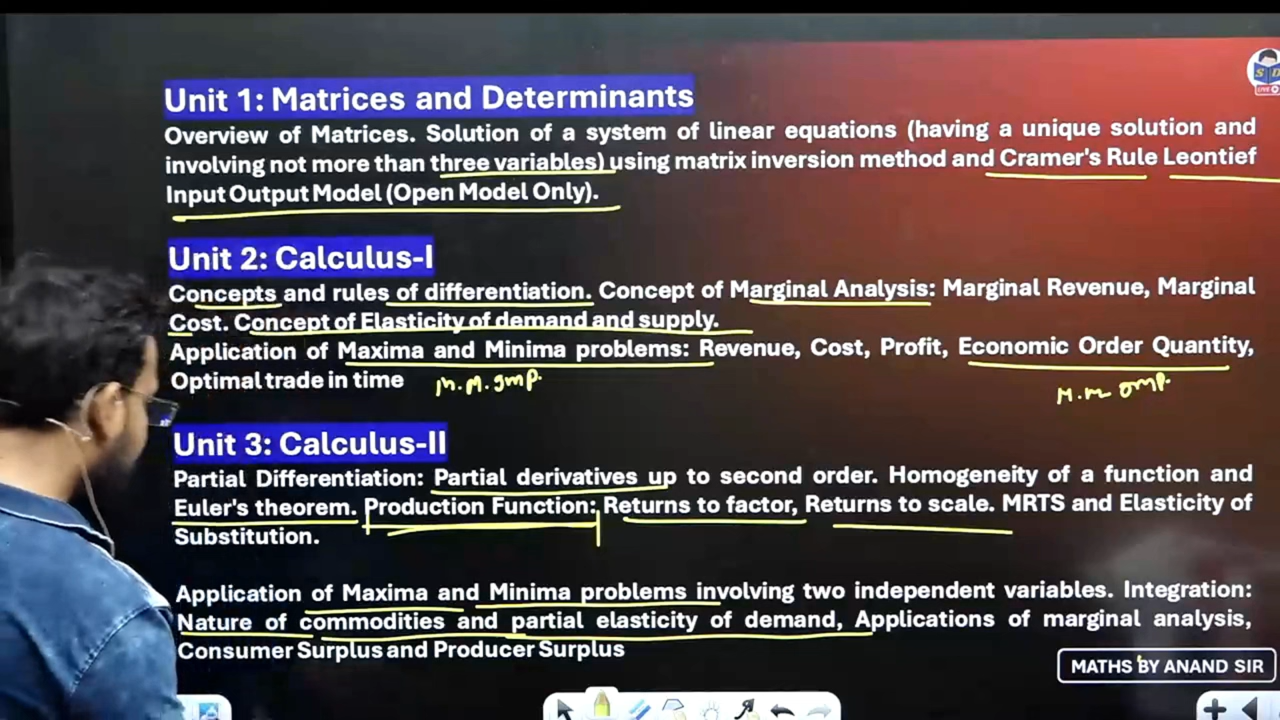 Unit 1: Matrices and Determinants
Overview of Matrices. Solution of a system of linear equations (having a unique solution and
involving not more than three variables) using matrix inversion method and Cramer's Rule Leontief
Input Output Model (Open Model Only).
Unit 2: Calculus-I
Concepts and rules of differentiation. Concept of Marginal Analysis: Marginal Revenue, Marginal
Cost. Concept of Elasticity of demand and supply.
Application of Maxima and Minima problems: Revenue, Cost, Profit, Economic Order Quantity,
Optimal trade in time
M.M. Imp.
M.M Imp.
Unit 3: Calculus-II
Partial Differentiation: Partial derivatives up to second order. Homogeneity of a function and
Euler's theorem. Production Function: Returns to factor, Returns to scale. MRTS and Elasticity of
Substitution.
Application of Maxima and Minima problems involving two independent variables. Integration:
Nature of commodities and partial elasticity of demand, Applications of marginal analysis,
Consumer Surplus and Producer Surplus
MATHS BY ANAND SIR